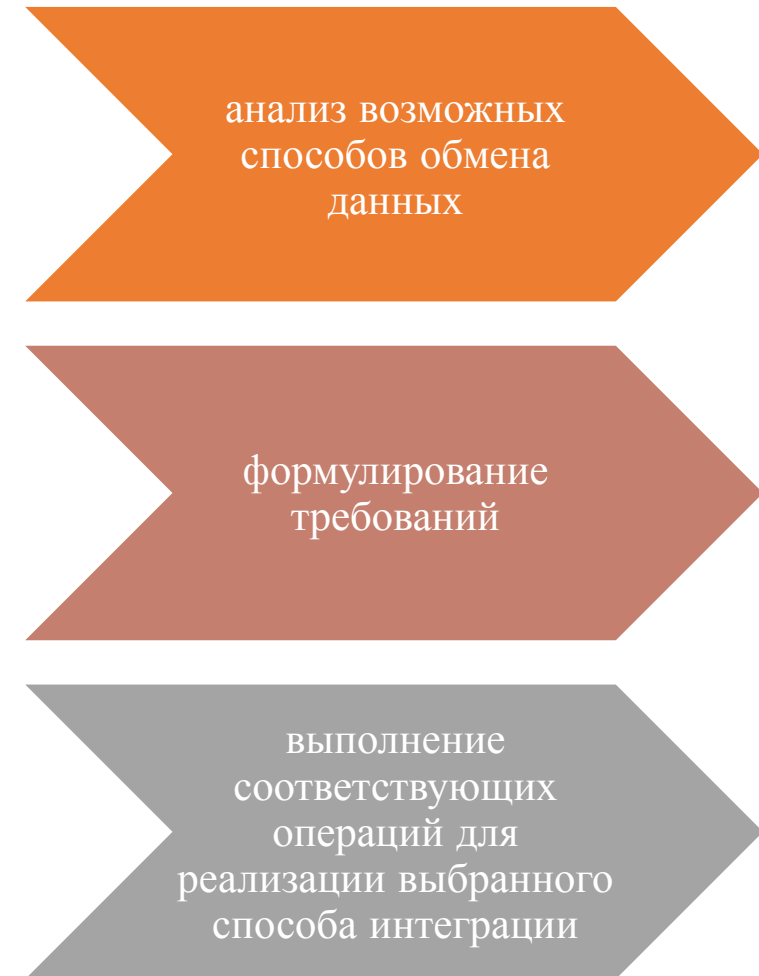 анализ возможных
способов обмена
данных
формулирование
требований
выполнение
соответствующих
операций для
реализации выбранного
способа интеграции